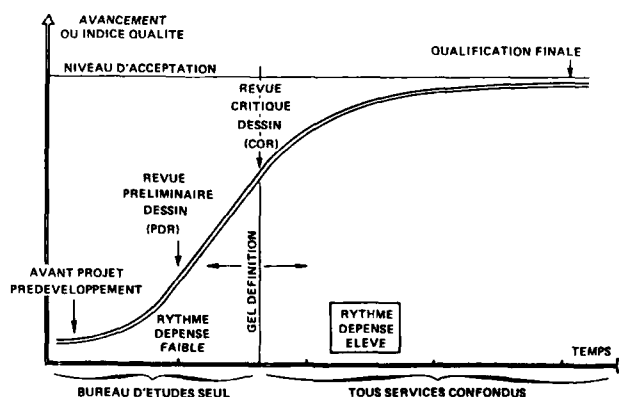 AVANCEMENT
OU INDICE QUALITE
QUALIFICATION FINALE
NIVEAU D'ACCEPTATION
REVUE
CRITIQUE
DESSIN
(COR)
REVUE
PRELIMINAIRE
DESSIN
(PDR)
AVANT PROJET
PREDEVELOPPEMENT
GEL DEFINITION
RYTHME
DEPENSE
FAIBLE
RYTHME
DEPENSE
ELEVE
TEMPS
BUREAU D'ETUDES SEUL
TOUS SERVICES CONFONDUS